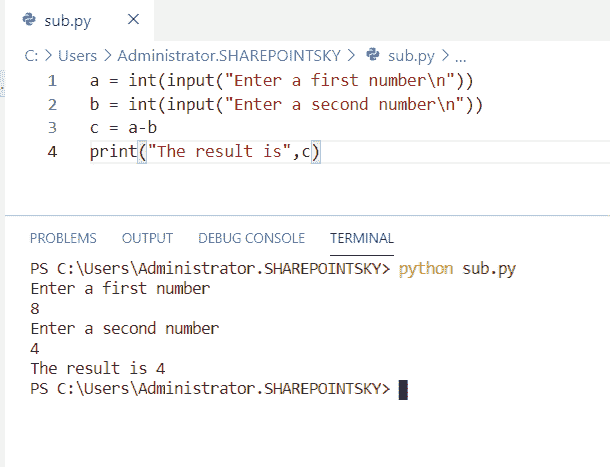 sub.py
C: > Users > Administrator.SHAREPOINTSKY > sub.py > ...
1 a = int(input("Enter a first number\n"))
2 b = int(input("Enter a second number\n"))
3 c = a-b
4 print("The result is",c)
PROBLEMS OUTPUT DEBUG CONSOLE TERMINAL
PS C:\Users\Administrator.SHAREPOINTSKY> python sub.py
Enter a first number
8
Enter a second number
4
The result is 4
PS C:\Users\Administrator.SHAREPOINTSKY>